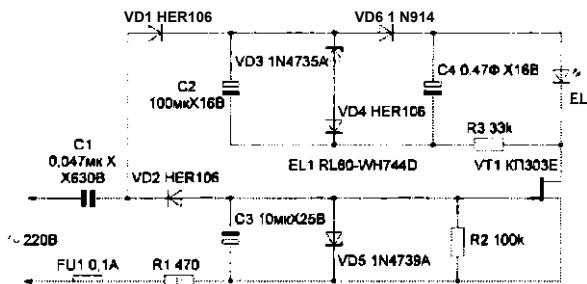 VD1 HER106
VD6 1 N914
VD3 1N4735A
C2
100мкХ16В
C4 0.47Ф Х16В
VD4 HER106
EL
R3 33k
C1
0,047мк Х
Х630В
EL1 RL80-WH744D
VT1 КП303Е
VD2 HER106
C3 10мкХ25В
~220В
R2 100k
VD5 1N4739A
FU1 0,1А
R1 470